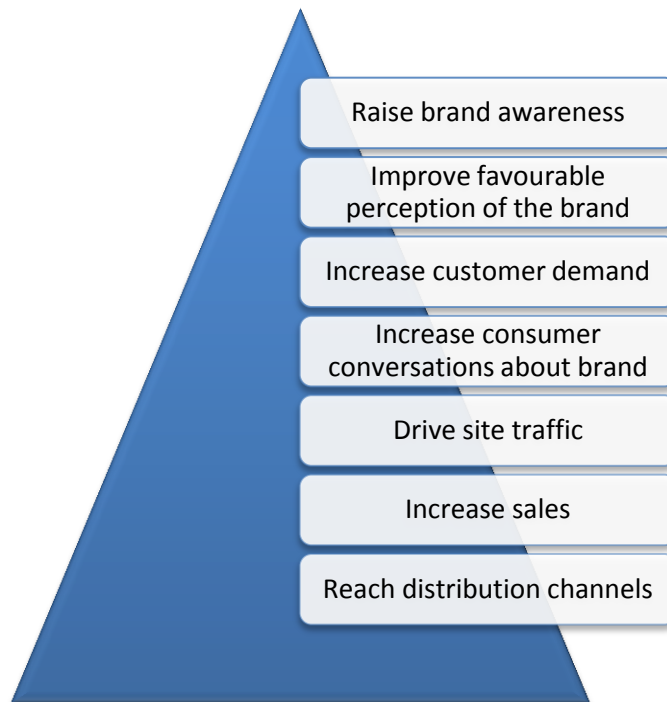 Raise brand awareness
Improve favourable
perception of the brand
Increase customer demand
Increase consumer
conversations about brand
Drive site traffic
Increase sales
Reach distribution channels